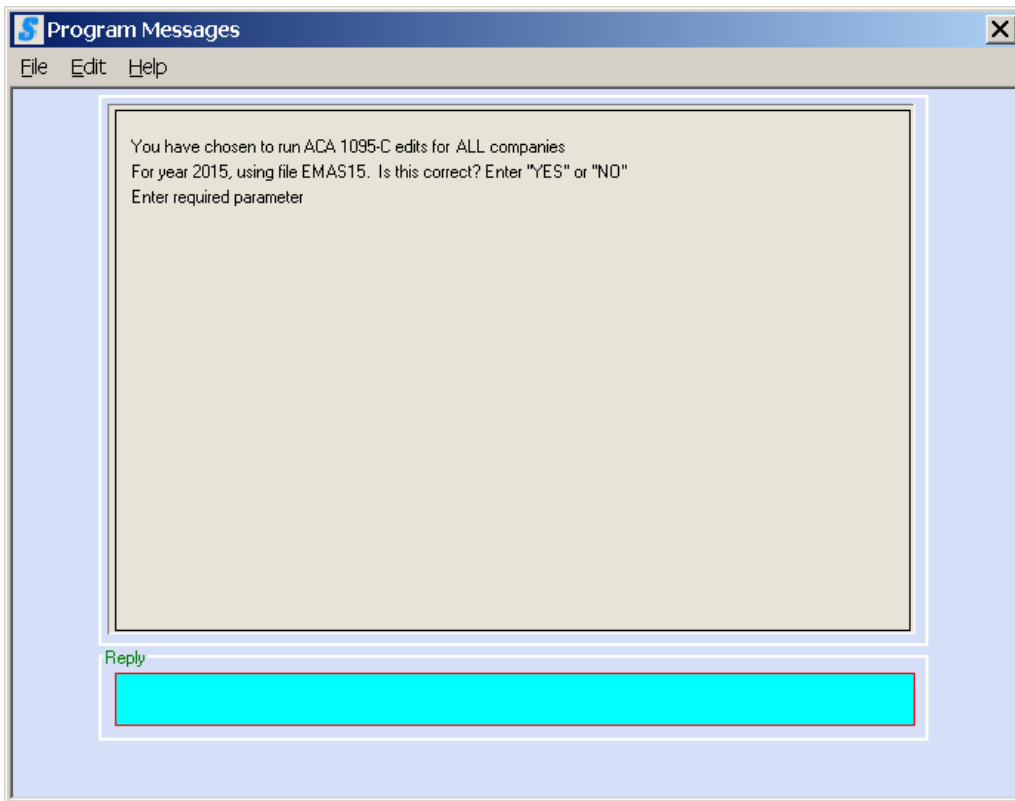 Program Messages
File Edit Help
You have chosen to run ACA 1095-C edits for ALL companies
For year 2015, using file EMAS15. Is this correct? Enter "YES" or "NO"
Enter required parameter
Reply